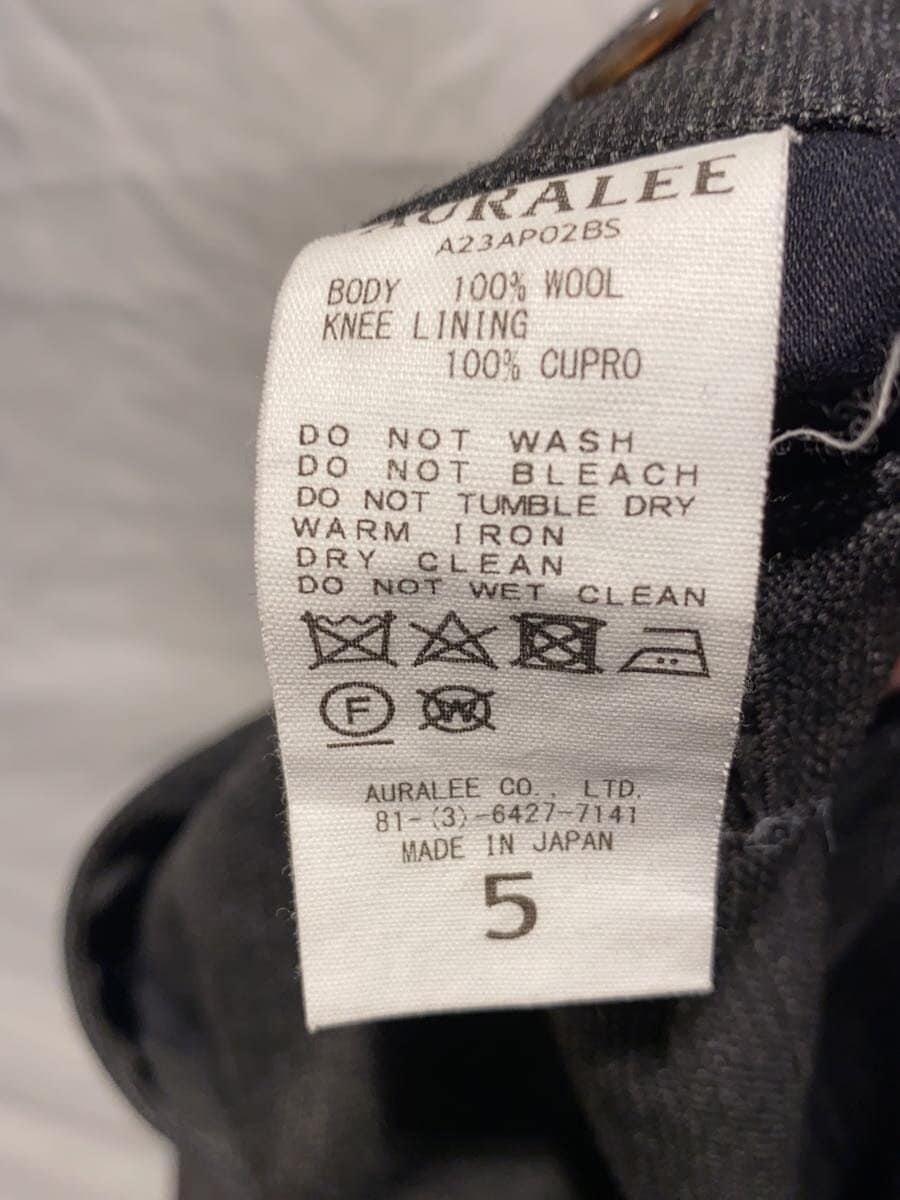 AURALEE
A23AP02BS
BODY 100% WOOL
KNEE LINING
100% CUPRO
DO NOT WASH
DO NOT BLEACH
DO NOT TUMBLE DRY
WARM IRON
DRY CLEAN
DO NOT WET CLEAN
F W
AURALEE CO., LTD.
81-(3)-6427-7141
MADE IN JAPAN
5